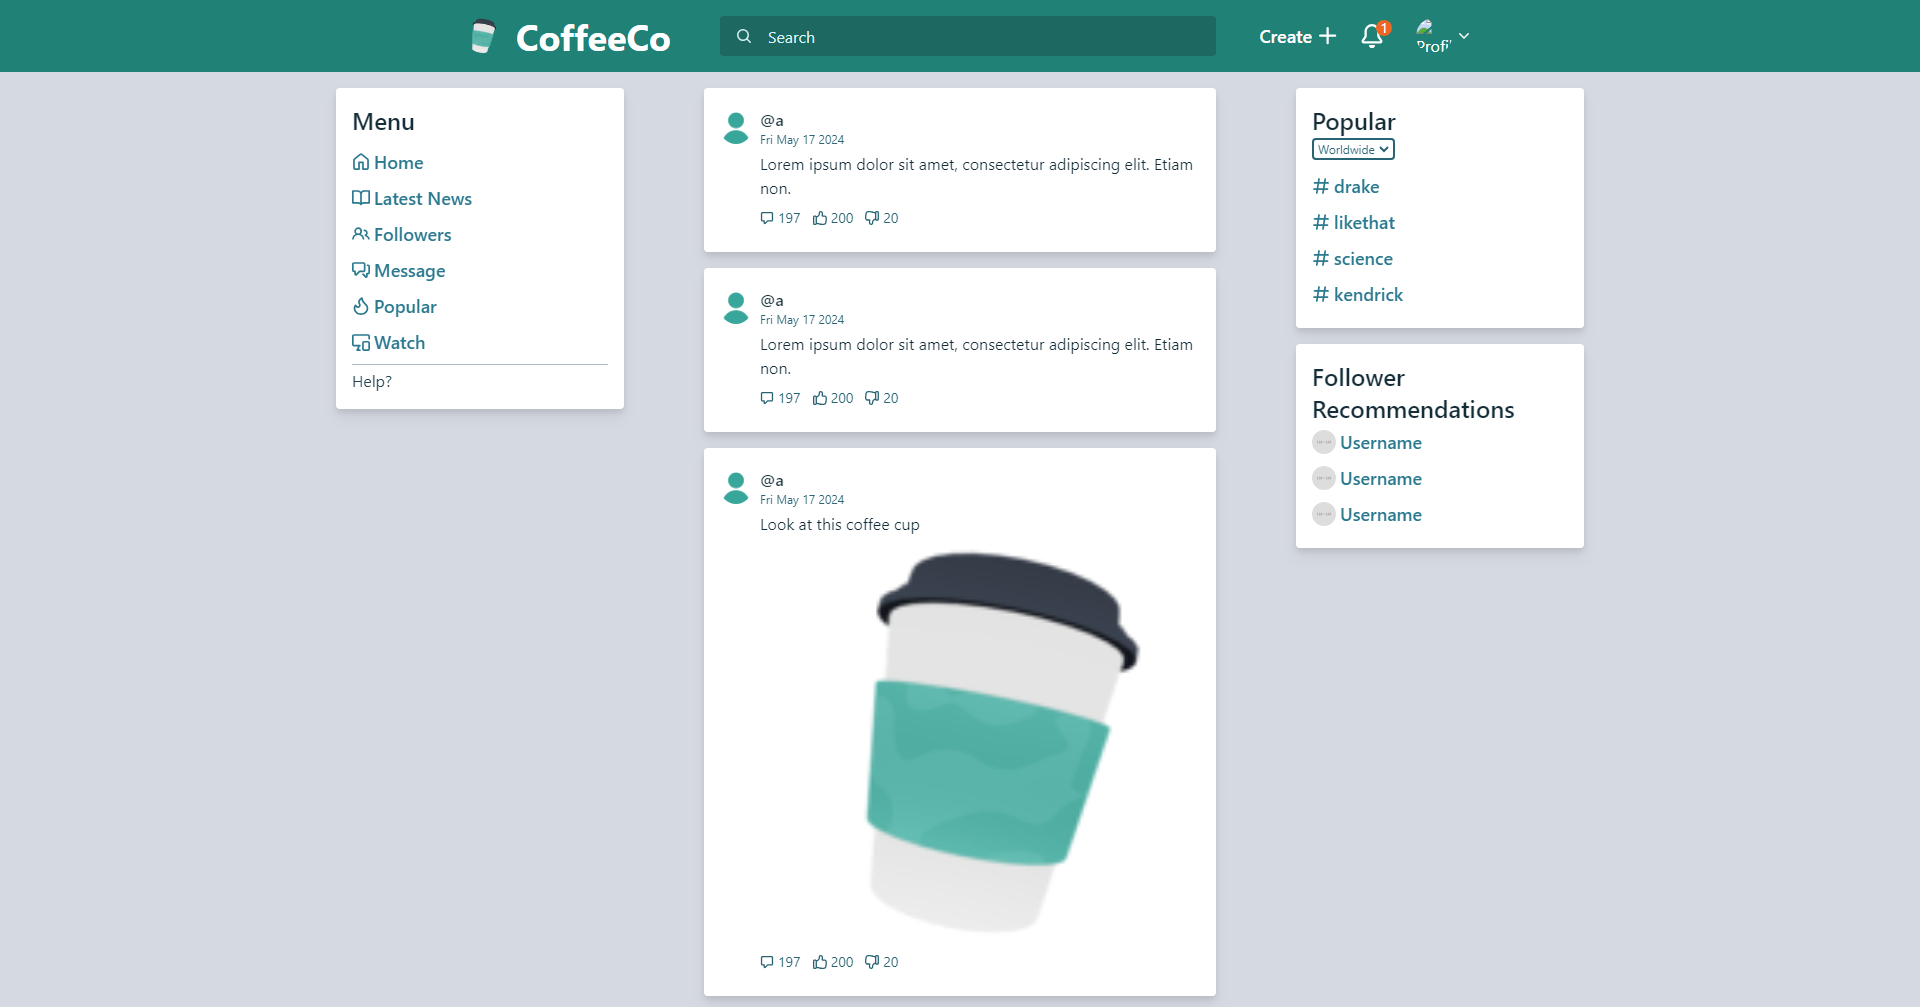 CoffeeCo
Search
Create
1
Profi
Menu
Home
Latest News
Followers
Message
Popular
Watch
Help?
@a
Fri May 17 2024
Lorem ipsum dolor sit amet, consectetur adipiscing elit. Etiam
non.
197 200 20
@a
Fri May 17 2024
Lorem ipsum dolor sit amet, consectetur adipiscing elit. Etiam
non.
197 200 20
@a
Fri May 17 2024
Look at this coffee cup
197 200 20
Popular
Worldwide
# drake
# likethat
# science
# kendrick
Follower
Recommendations
Username
Username
Username